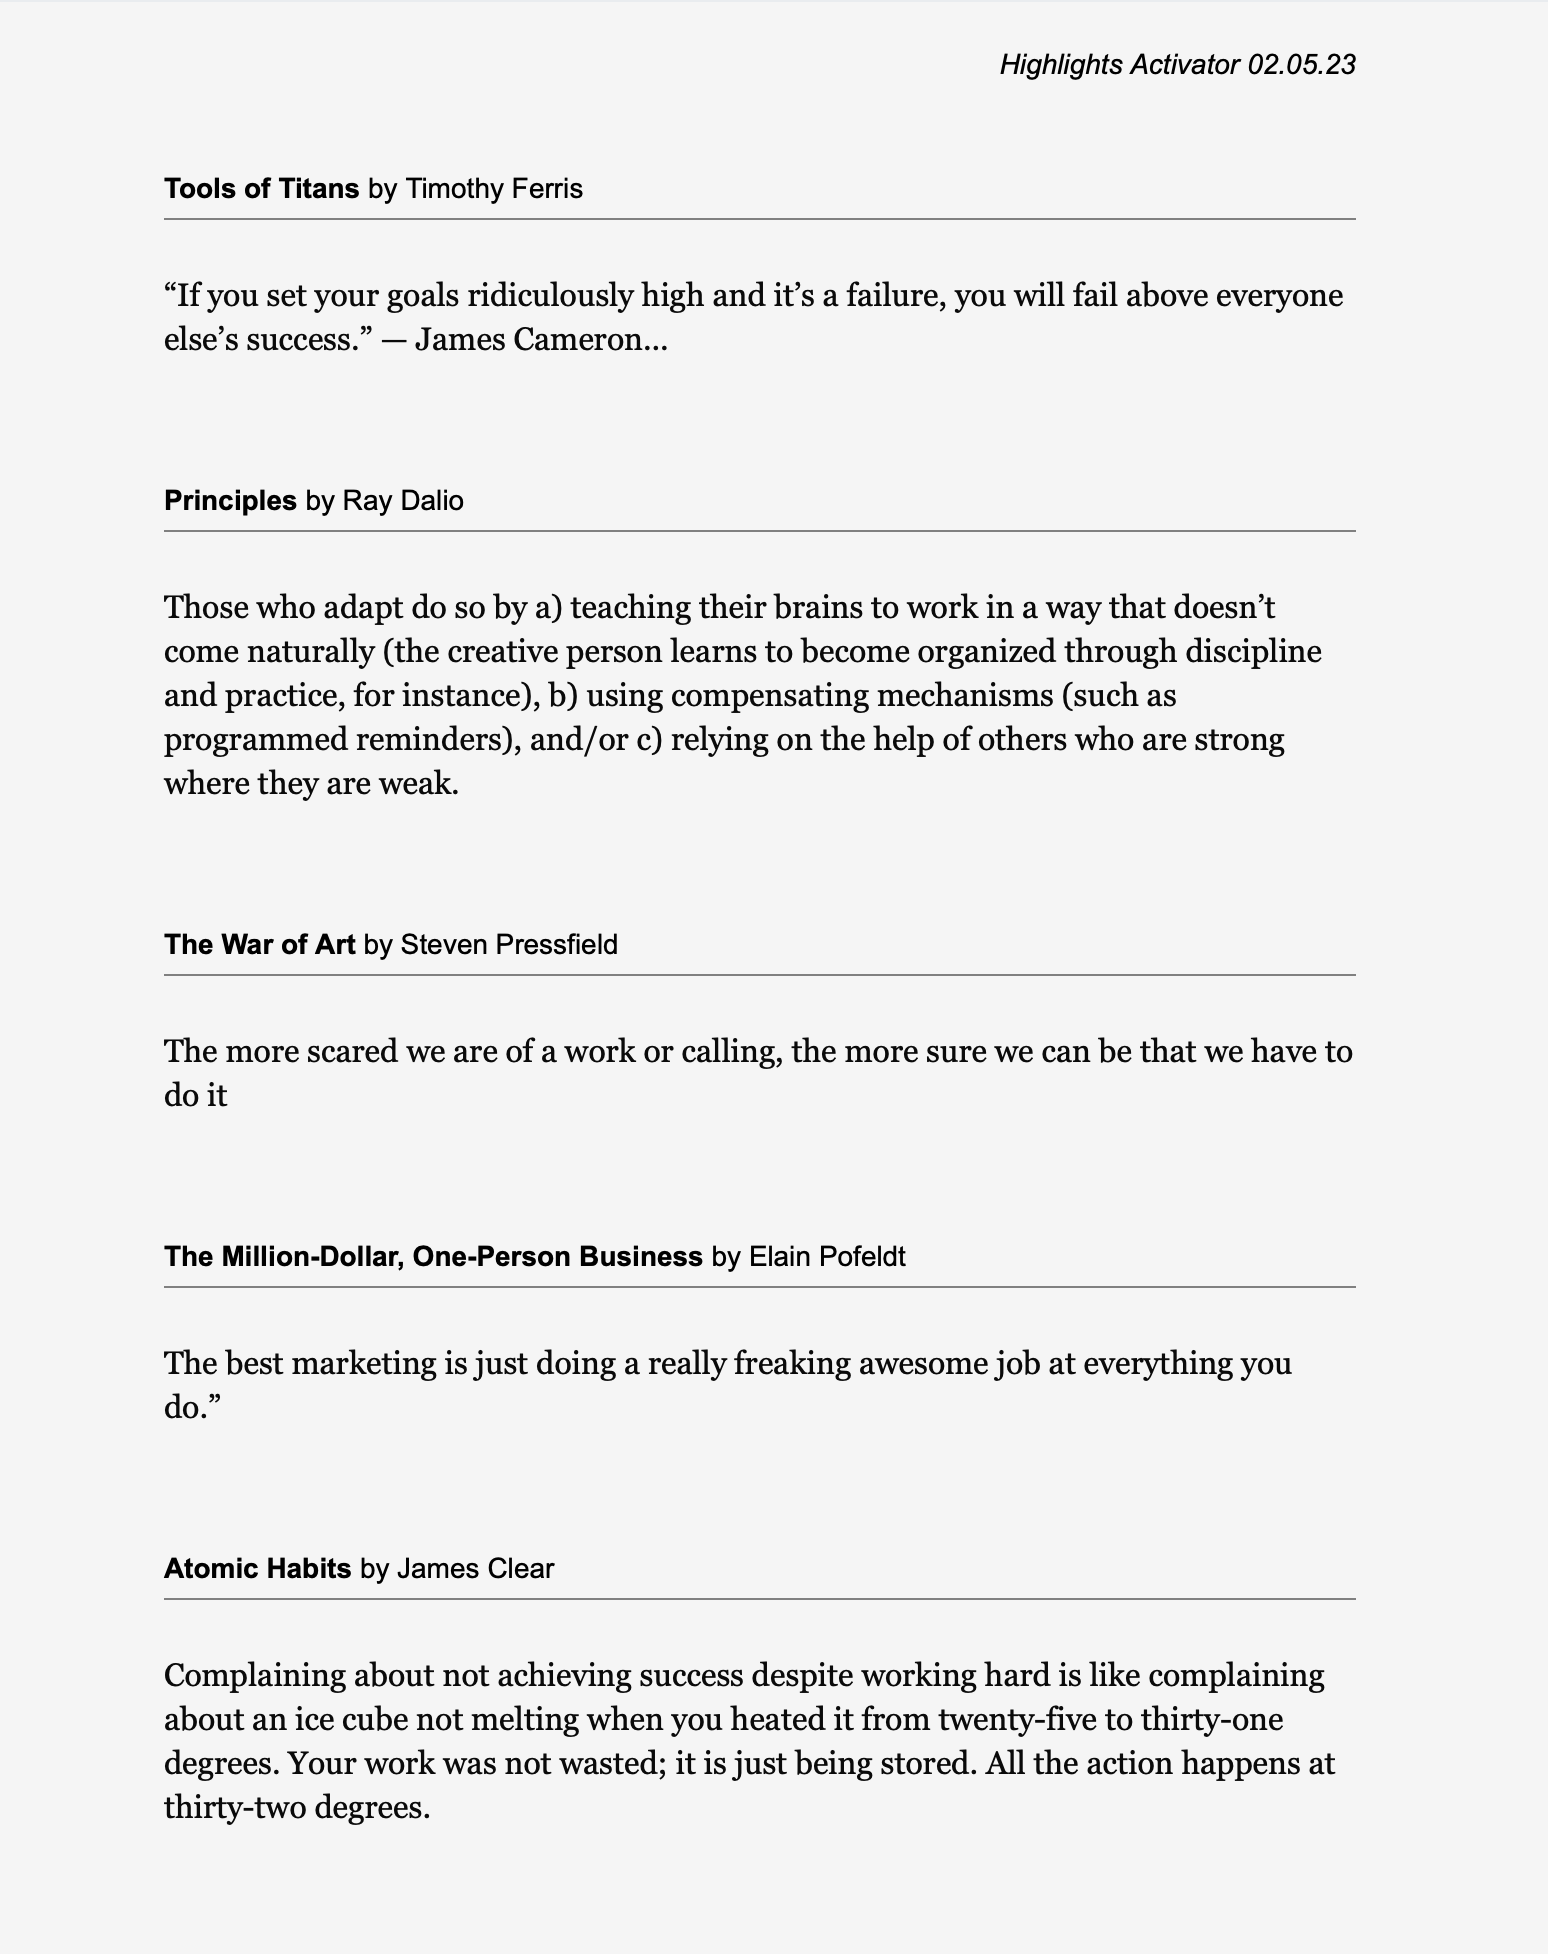 Highlights Activator 02.05.23
Tools of Titans by Timothy Ferris
“If you set your goals ridiculously high and it’s a failure, you will fail above everyone
else’s success.” — James Cameron...
Principles by Ray Dalio
Those who adapt do so by a) teaching their brains to work in a way that doesn’t
come naturally (the creative person learns to become organized through discipline
and practice, for instance), b) using compensating mechanisms (such as
programmed reminders), and/or c) relying on the help of others who are strong
where they are weak.
The War of Art by Steven Pressfield
The more scared we are of a work or calling, the more sure we can be that we have to
do it
The Million-Dollar, One-Person Business by Elain Pofeldt
The best marketing is just doing a really freaking awesome job at everything you
do.”
Atomic Habits by James Clear
Complaining about not achieving success despite working hard is like complaining
about an ice cube not melting when you heated it from twenty-five to thirty-one
degrees. Your work was not wasted; it is just being stored. All the action happens at
thirty-two degrees.